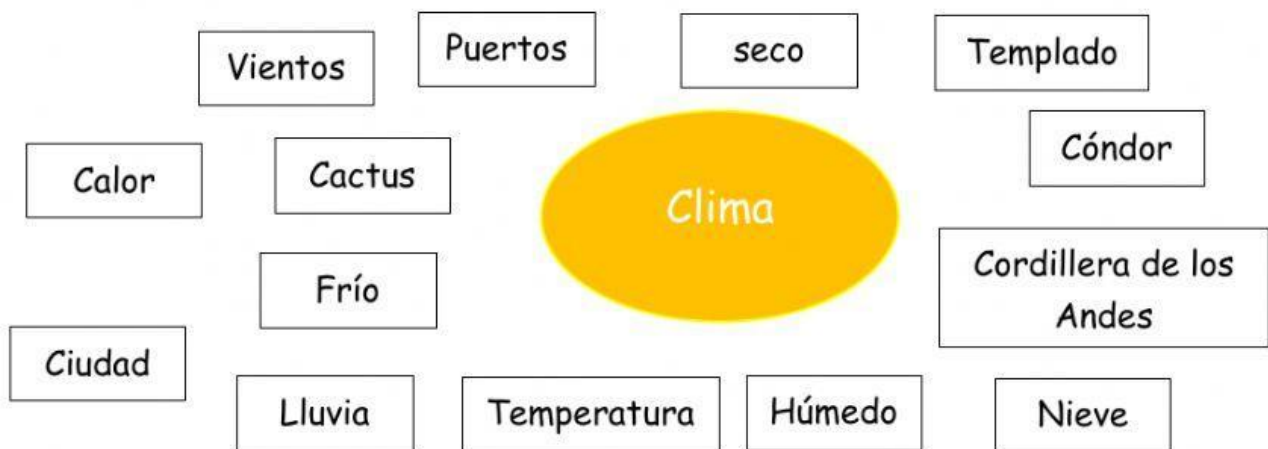 Vientos
Puertos
seco
Templado
Calor
Cactus
Clima
Cóndor
Frío
Cordillera de los
Andes
Ciudad
Lluvia
Temperatura
Húmedo
Nieve